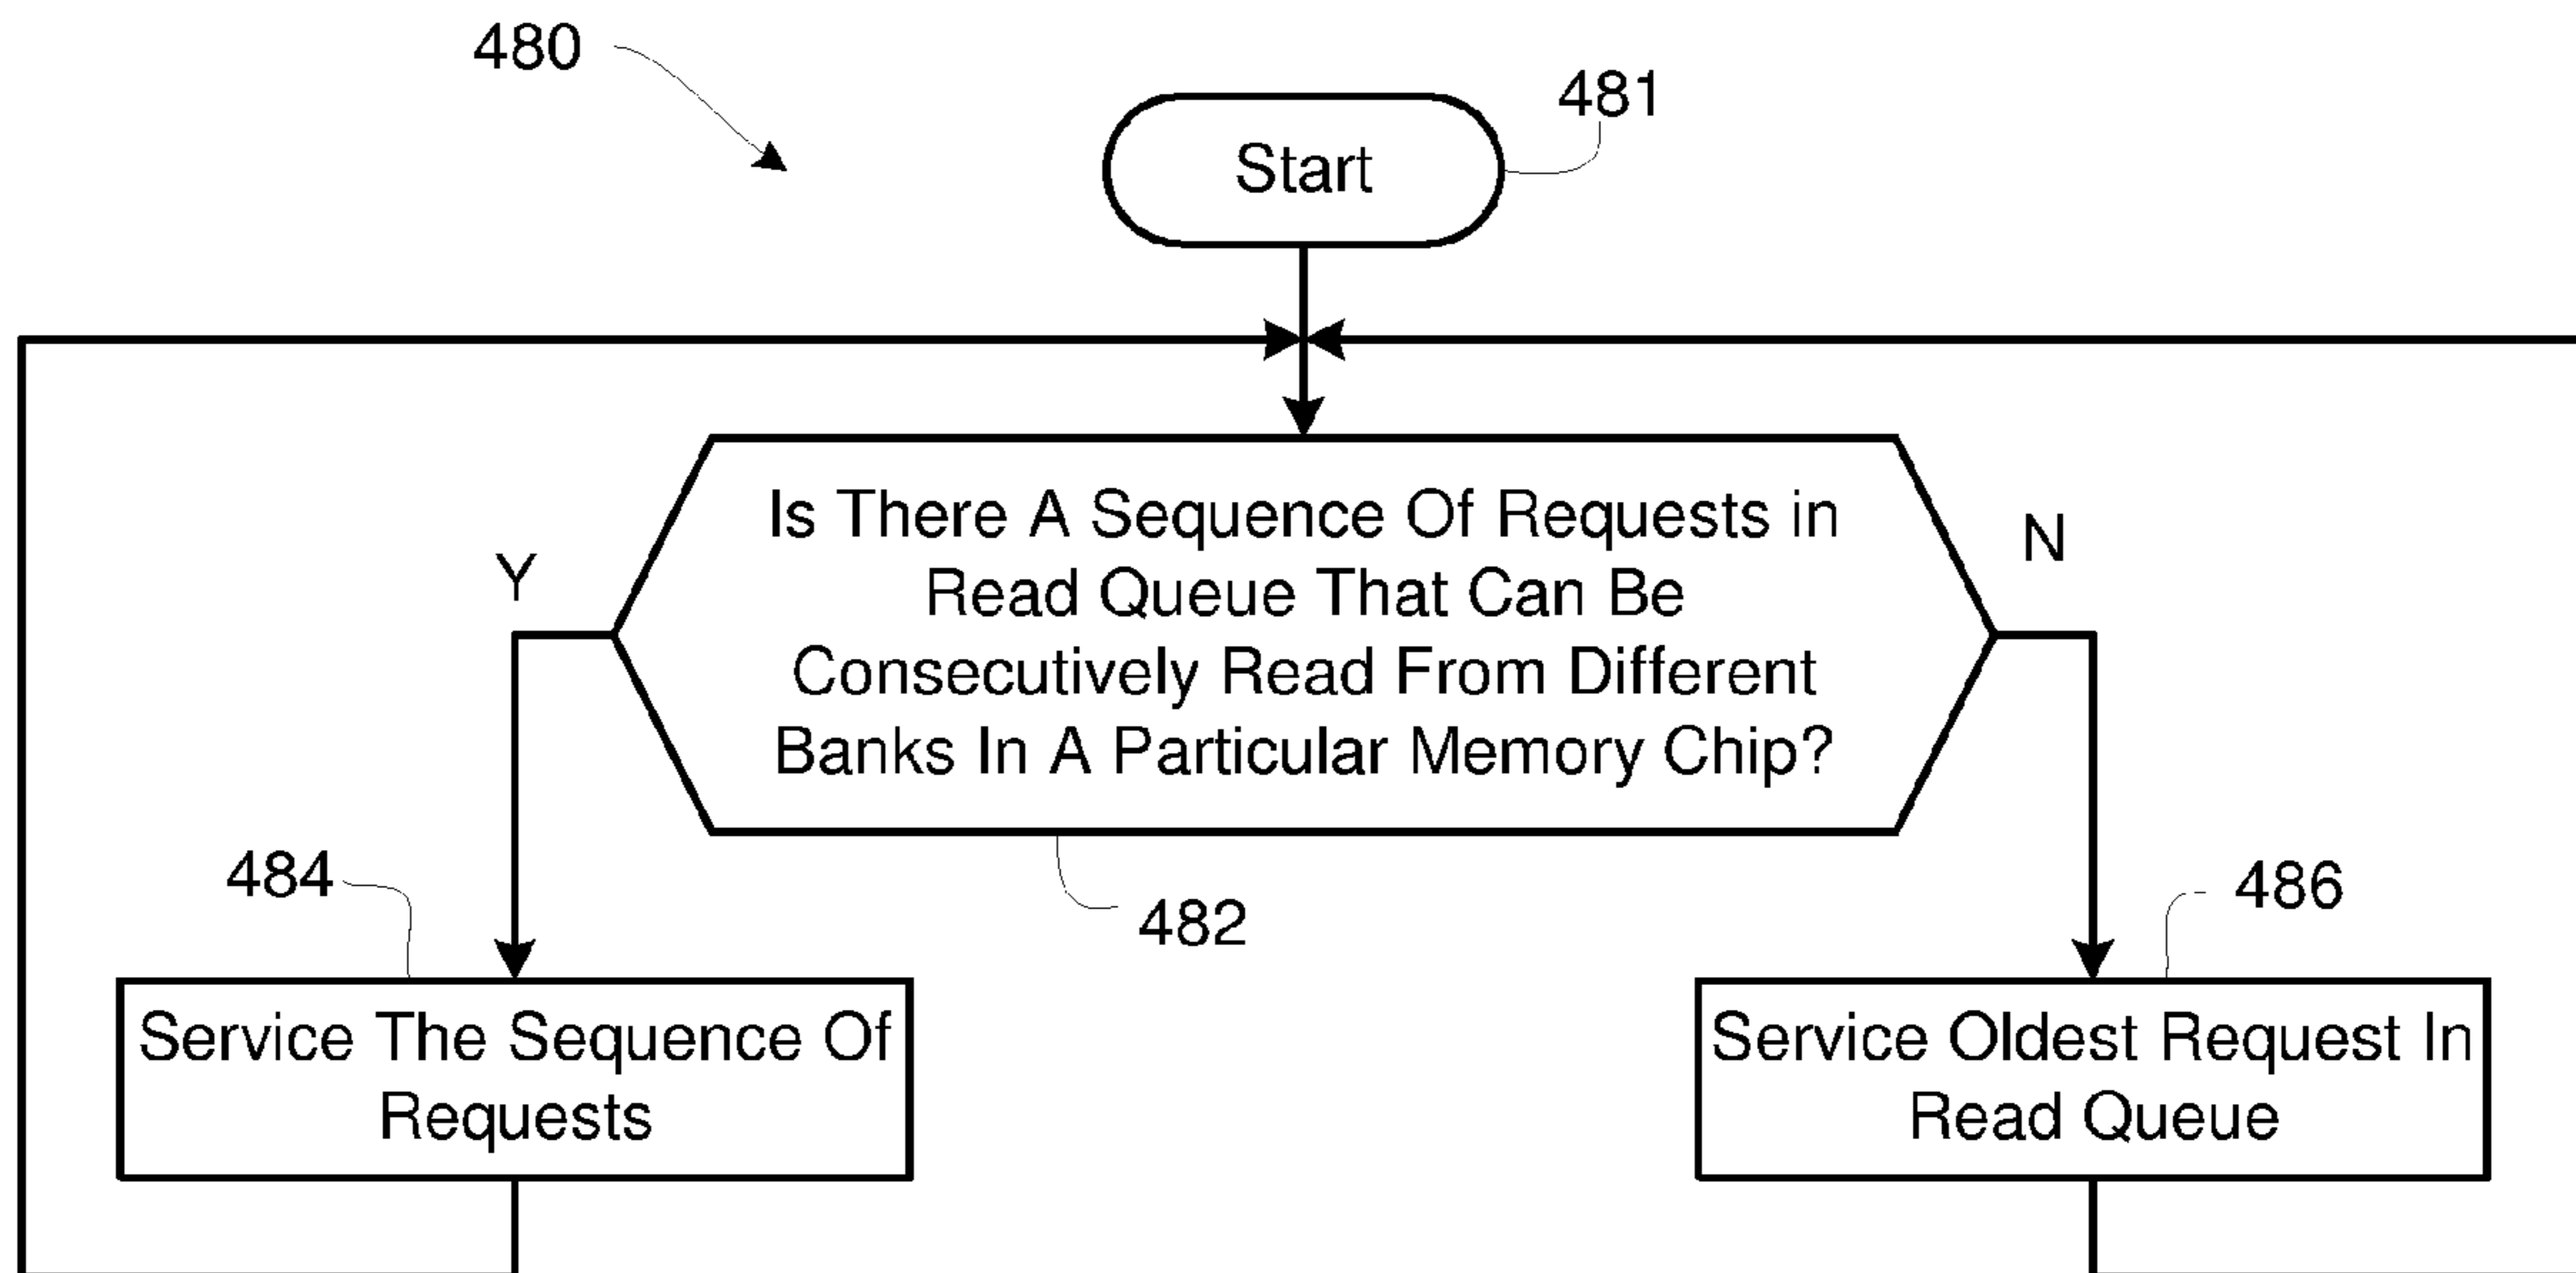 480
481
Start
Is There A Sequence Of Requests in
Read Queue That Can Be
Consecutively Read From Different
Banks In A Particular Memory Chip?
Y
N
484
482
486
Service The Sequence Of
Requests
Service Oldest Request In
Read Queue